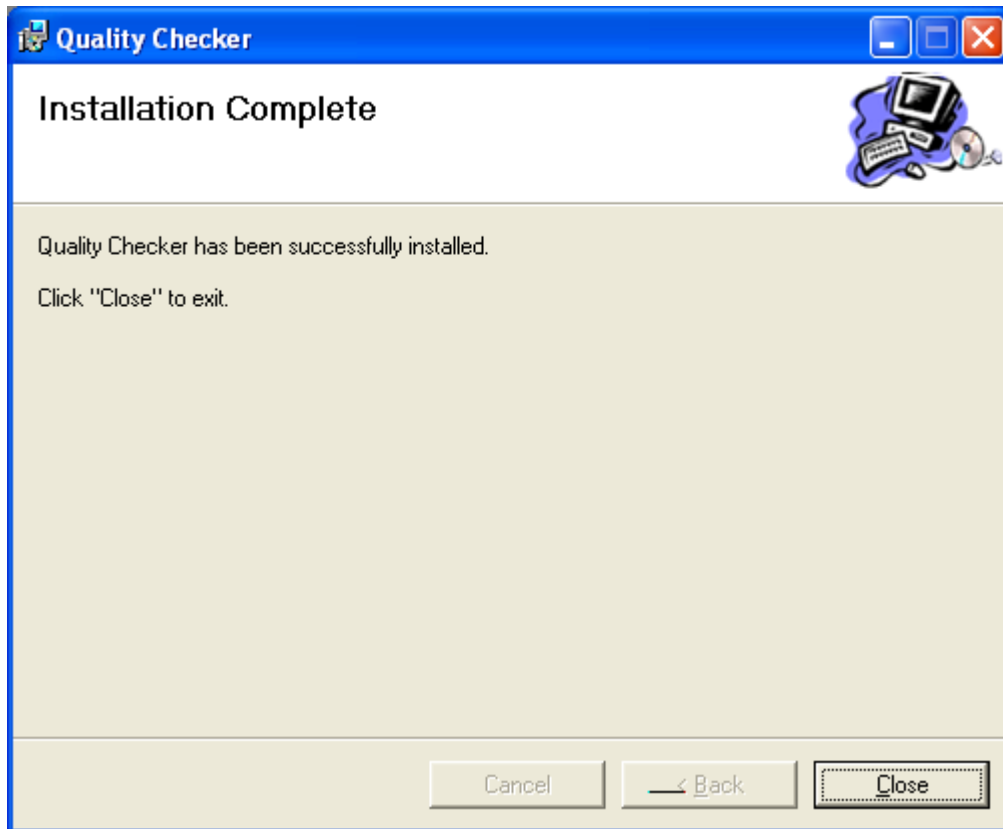 Quality Checker
Installation Complete
Quality Checker has been successfully installed.
Click "Close" to exit.
Cancel
< Back
Close